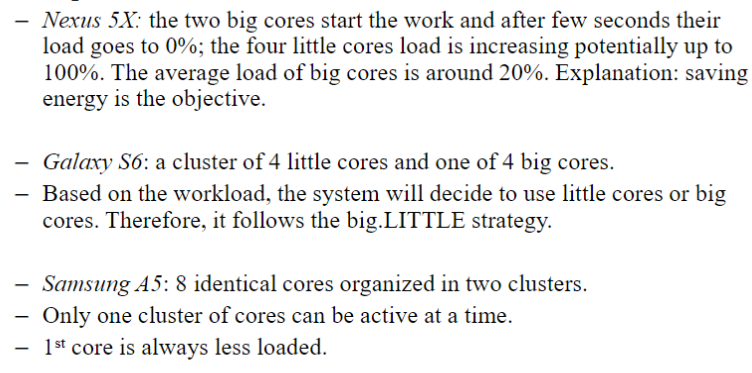 – Nexus 5X: the two big cores start the work and after few seconds their
load goes to 0%; the four little cores load is increasing potentially up to
100%. The average load of big cores is around 20%. Explanation: saving
energy is the objective.
– Galaxy S6: a cluster of 4 little cores and one of 4 big cores.
– Based on the workload, the system will decide to use little cores or big
cores. Therefore, it follows the big.LITTLE strategy.
– Samsung A5: 8 identical cores organized in two clusters.
– Only one cluster of cores can be active at a time.
– 1st core is always less loaded.